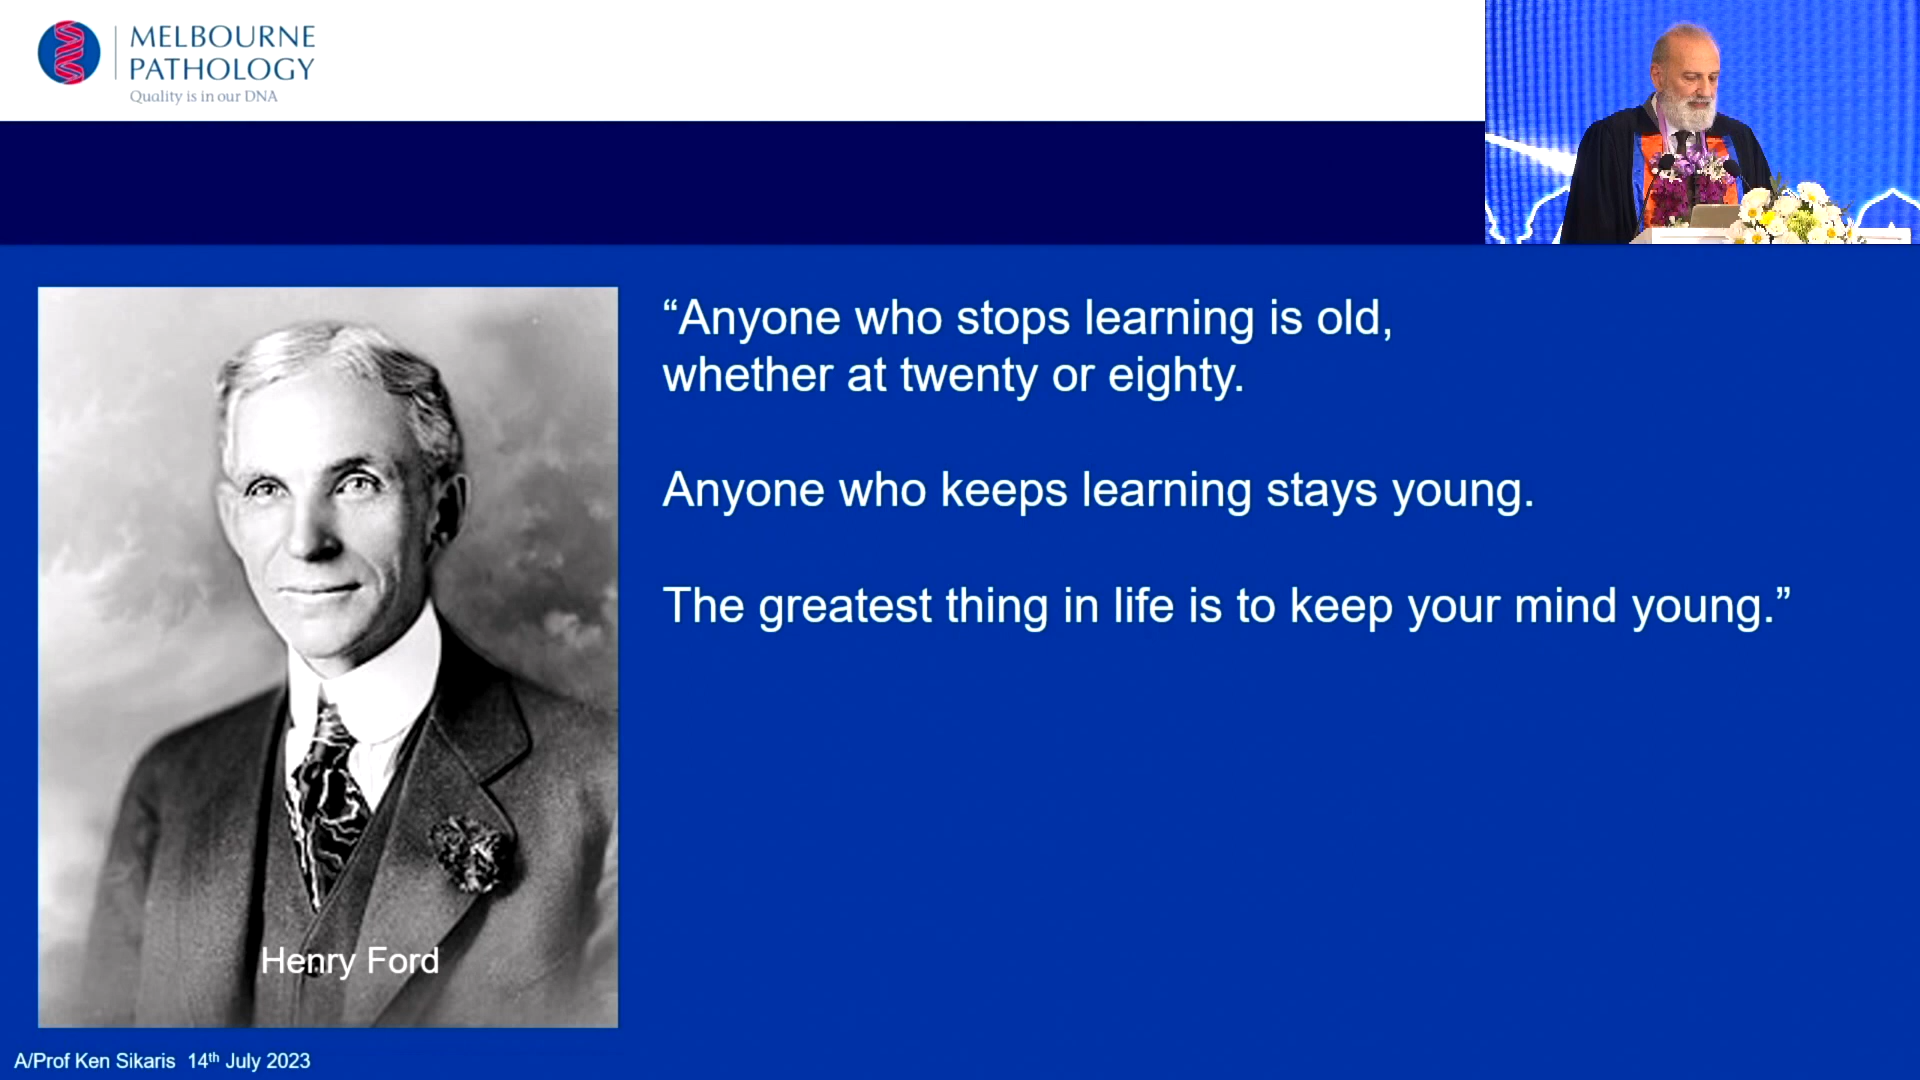 MELBOURNE
PATHOLOGY
Quality is in our DNA
“Anyone who stops learning is old,
whether at twenty or eighty.
Anyone who keeps learning stays young.
The greatest thing in life is to keep your mind young.”
Henry Ford
A/Prof Ken Sikaris 14th July 2023